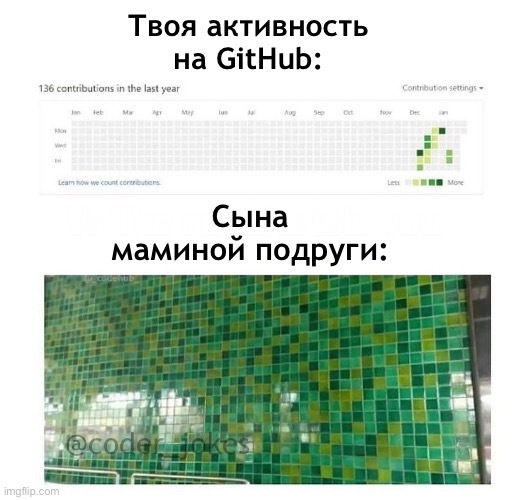 Твоя активность
на GitHub:
136 contributions in the last year
Contribution settings
Jan Feb Mar Apr May Jun Jul Aug Sep Oct Nov Dec Jan
Mon
Wed
Fri
Learn how we count contributions.
Less More
Сына
маминой подруги:
@coder_jokes
imgflip.com